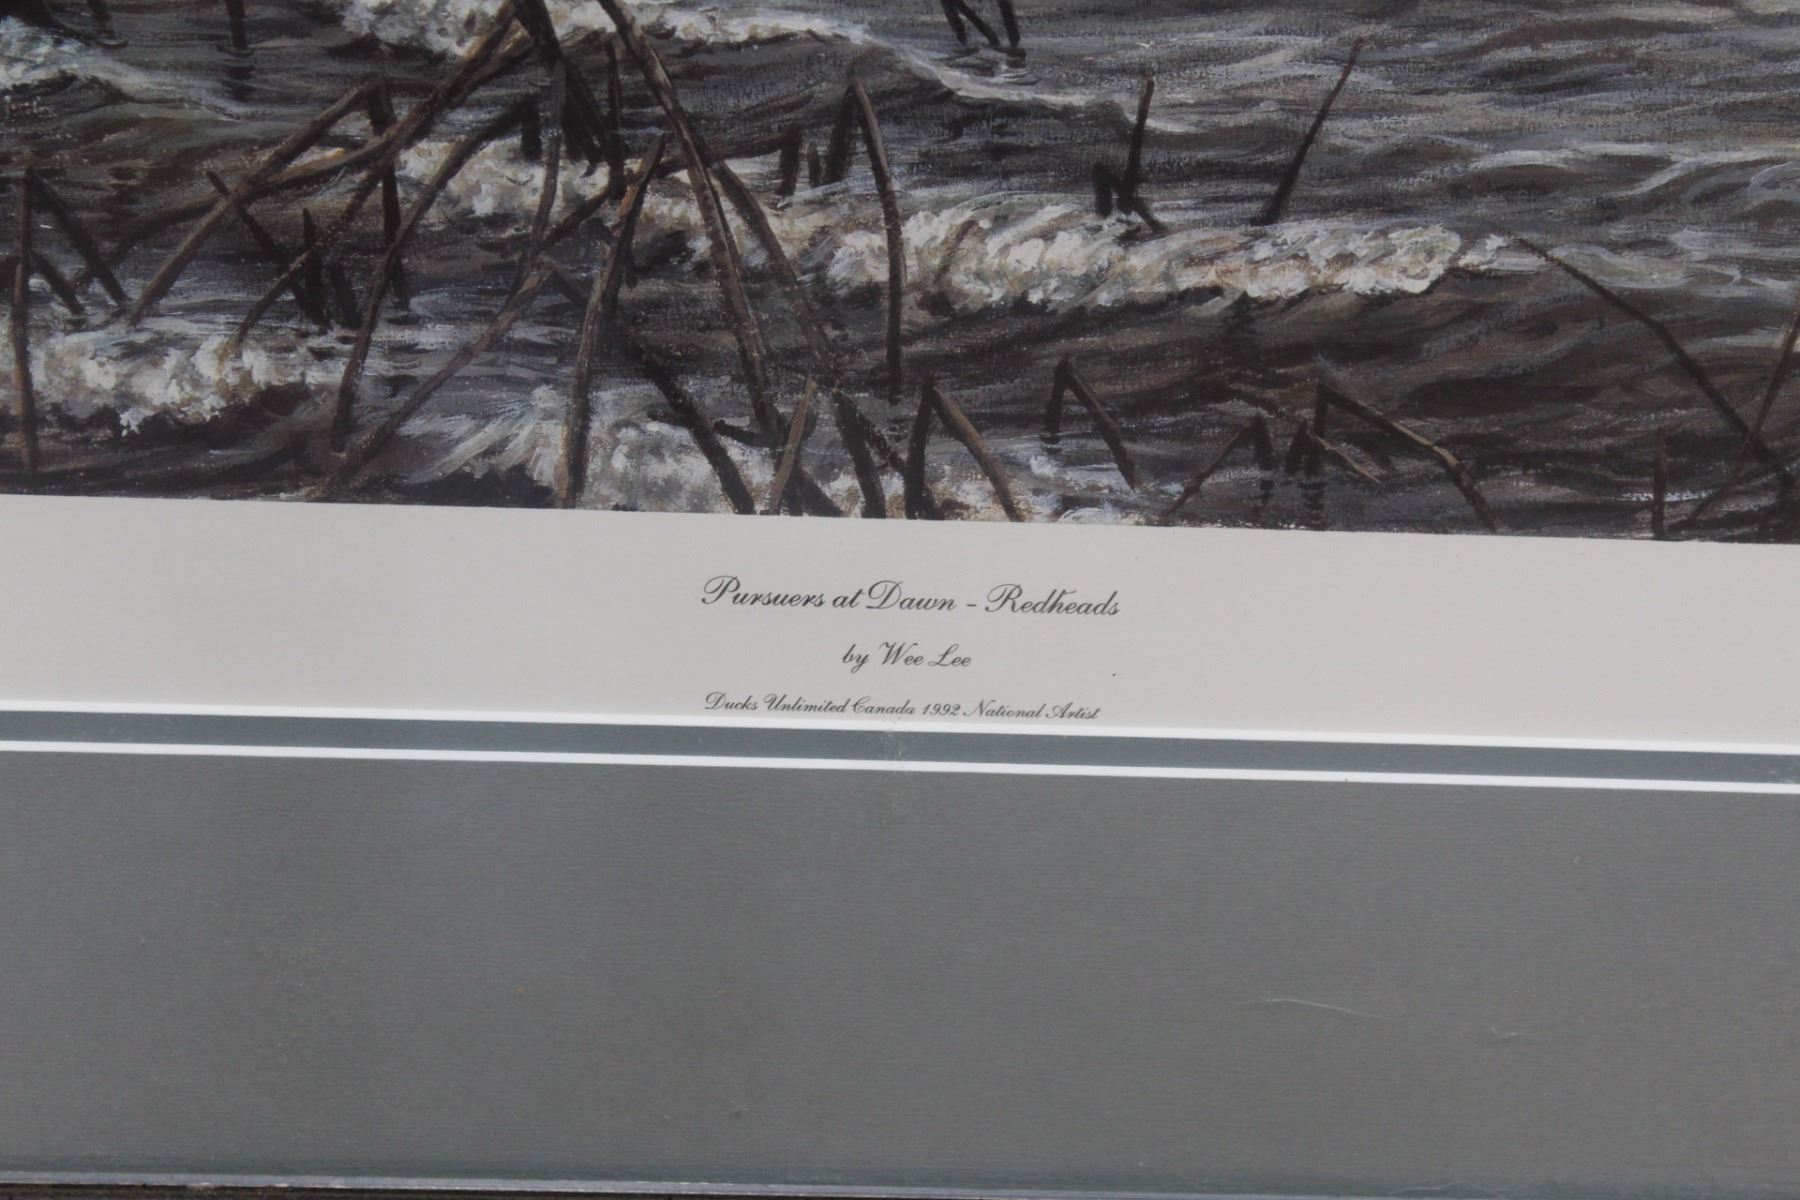 Pursuers at Dawn - Redheads
by Wee Lee
Ducks Unlimited Canada 1992 National Artist